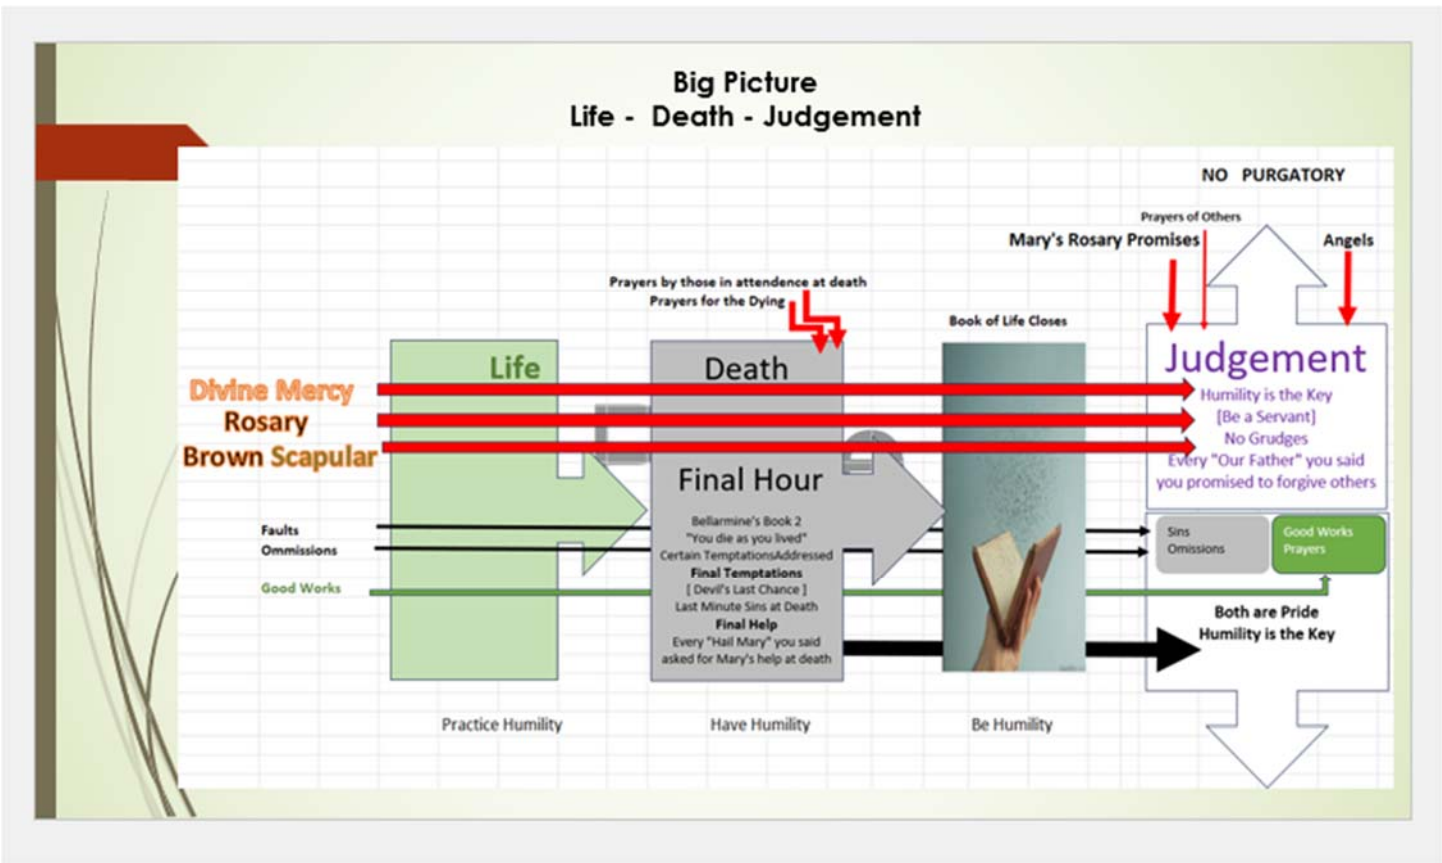 Big Picture
Life - Death - Judgement
NO PURGATORY
Prayers of Others
Mary's Rosary Promises
Angels
Prayers by those in attendence at death
Prayers for the Dying
Book of Life Closes
Life
Death
Judgement
Divine Mercy
Rosary
Brown Scapular
Humility is the Key
[Be a Servant]
No Grudges
Every "Our Father" you said
you promised to forgive others
Final Hour
Bellarmine's Book 2
"You die as you lived"
Certain TemptationsAddressed
Final Temptations
[ Devil's Last Chance ]
Last Minute Sins at Death
Final Help
Every "Hail Mary" you said
asked for Mary's help at death
Faults
Ommissions
Good Works
Sins
Omissions
Good Works
Prayers
Both are Pride
Humility is the Key
Practice Humility
Have Humility
Be Humility